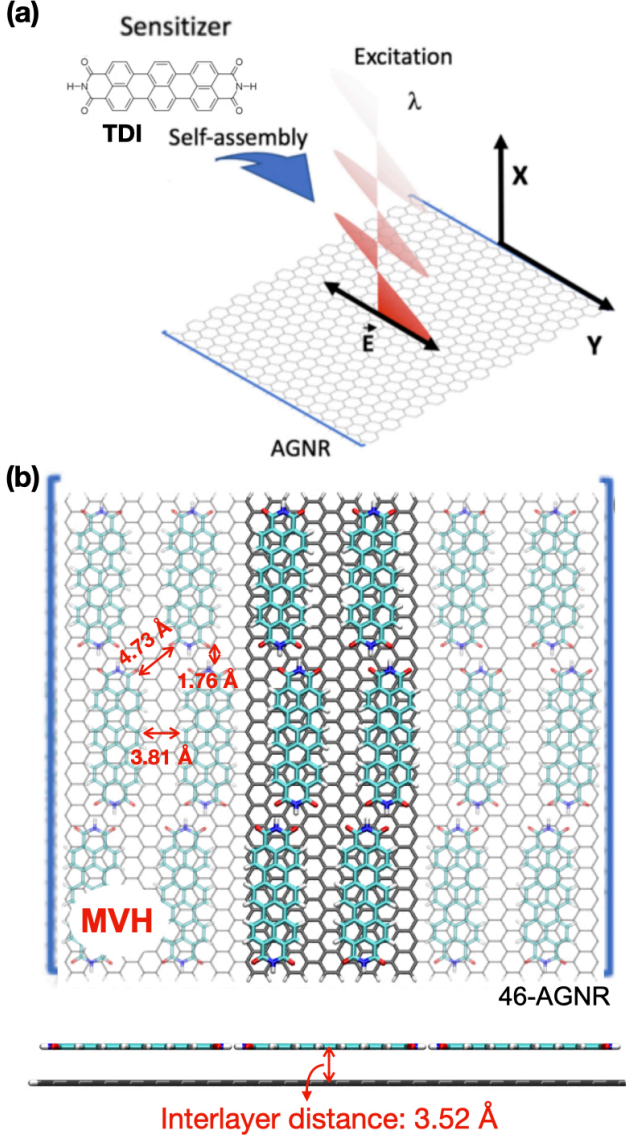 (a)
Sensitizer
O
O
H-N
N-H
O
O
TDI
Excitation
λ
Self-assembly
X
E
Y
AGNR
(b)
4.73 Å
1.76 Å
3.81 Å
MVH
46-AGNR
Interlayer distance: 3.52 Å